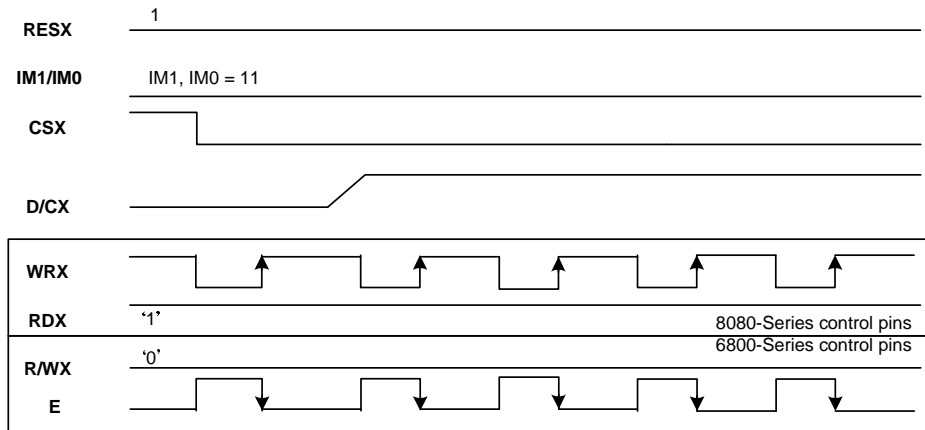 RESX 1
IM1/IM0 IM1, IM0 = 11
CSX
D/CX
WRX
RDX ‘1’ 8080-Series control pins
6800-Series control pins
R/WX ‘0’
E